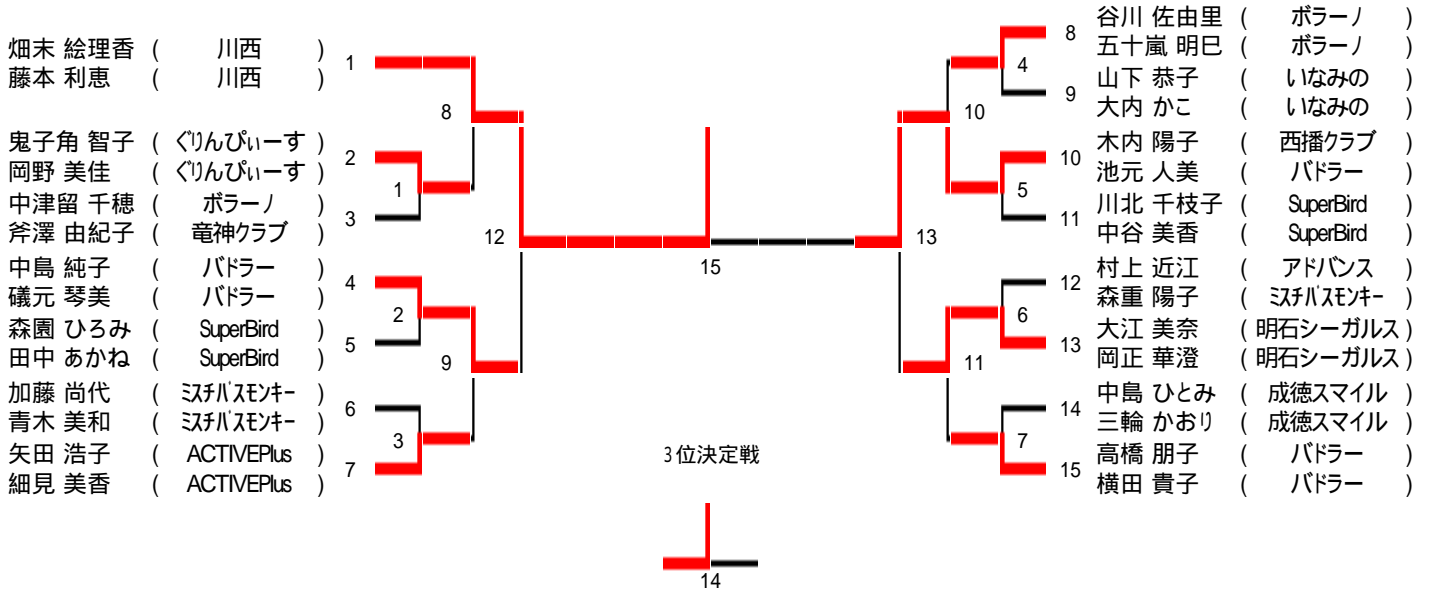 畑末 絵理香 ( 川西 )
藤本 利恵 ( 川西 )
1
鬼子角 智子 ( ぐりんぴぃーす )
岡野 美佳 ( ぐりんぴぃーす )
2
中津留 千穂 ( ボラーノ )
斧澤 由紀子 ( 竜神クラブ )
3
中島 純子 ( バドラー )
礒元 琴美 ( バドラー )
4
森園 ひろみ ( SuperBird )
田中 あかね ( SuperBird )
5
加藤 尚代 ( ミスチバスモンキー )
青木 美和 ( ミスチバスモンキー )
6
矢田 浩子 ( ACTIVEPlus )
細見 美香 ( ACTIVEPlus )
7
1
2
3
8
9
12
15
3位決定戦
14
13
10
11
4
5
6
7
8
谷川 佐由里 ( ボラーノ )
五十嵐 明巳 ( ボラーノ )
9
山下 恭子 ( いなみの )
大内 かこ ( いなみの )
10
木内 陽子 ( 西播クラブ )
池元 人美 ( バドラー )
11
川北 千枝子 ( SuperBird )
中谷 美香 ( SuperBird )
12
村上 近江 ( アドバンス )
森重 陽子 ( ミスチバスモンキー )
13
大江 美奈 ( 明石シーガルス )
岡正 華澄 ( 明石シーガルス )
14
中島 ひとみ ( 成徳スマイル )
三輪 かおり ( 成徳スマイル )
15
高橋 朋子 ( バドラー )
横田 貴子 ( バドラー )